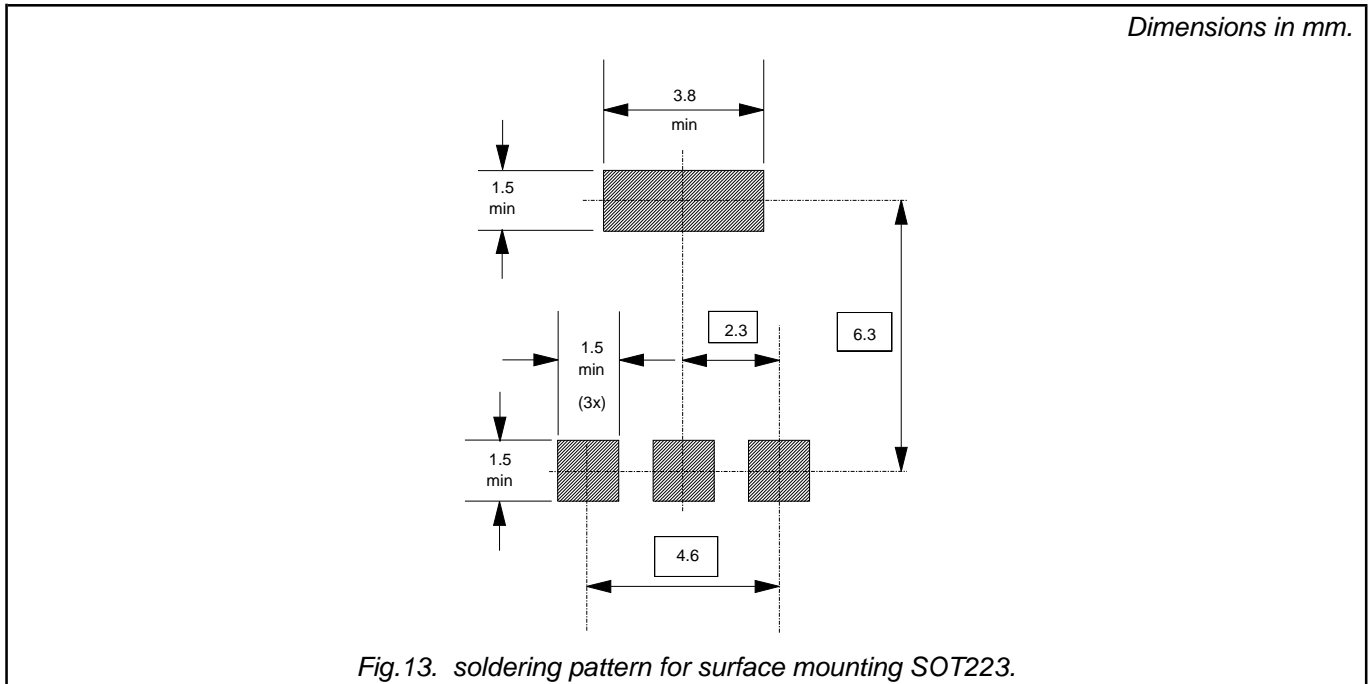 Dimensions in mm.
3.8
min
1.5
min
2.3
6.3
1.5
min
(3x)
1.5
min
4.6
Fig.13. soldering pattern for surface mounting SOT223.